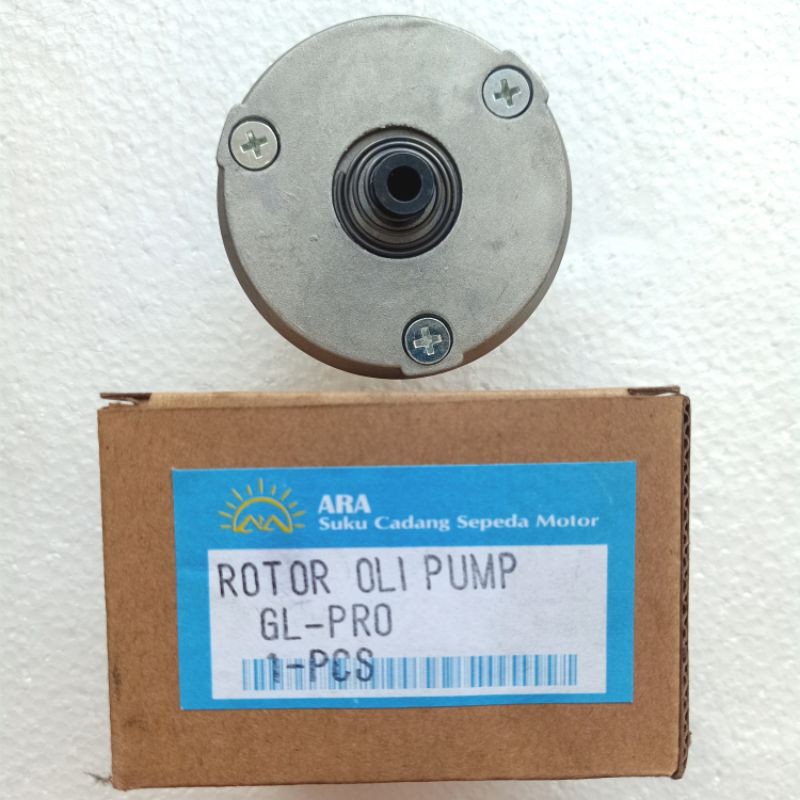 ARA
Suku Cadang Sepeda Motor
ROTOR OLI PUMP
GL-PRO
1-PCS